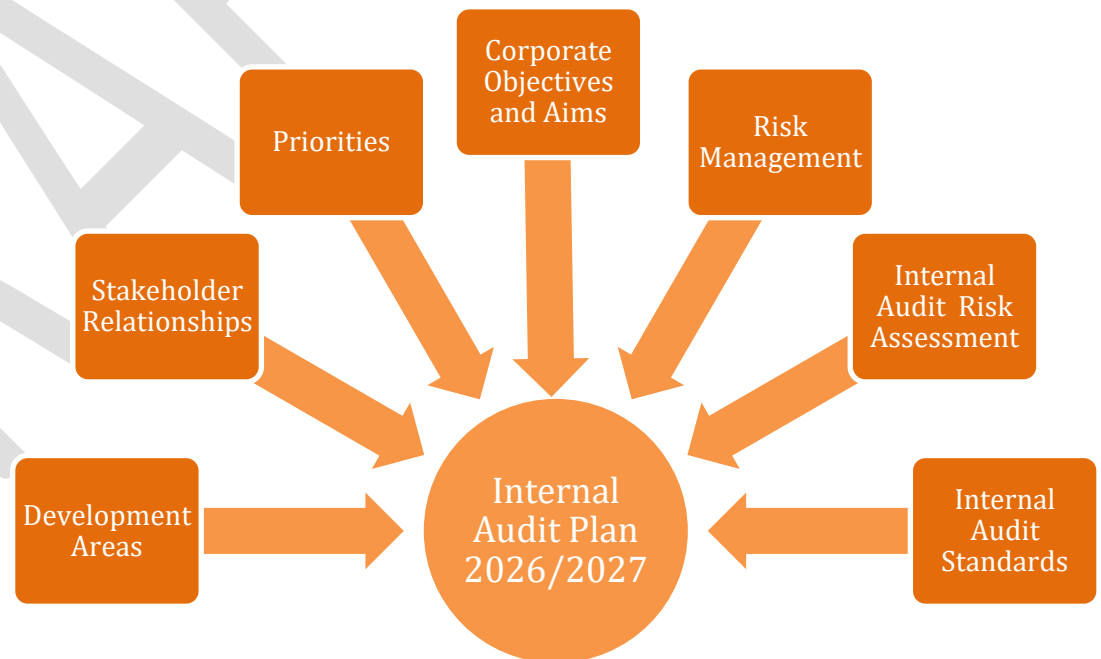 Corporate
Objectives
and Aims
Priorities
Risk
Management
Stakeholder
Relationships
Internal
Audit Risk
Assessment
Development
Areas
Internal
Audit Plan
2026/2027
Internal
Audit
Standards